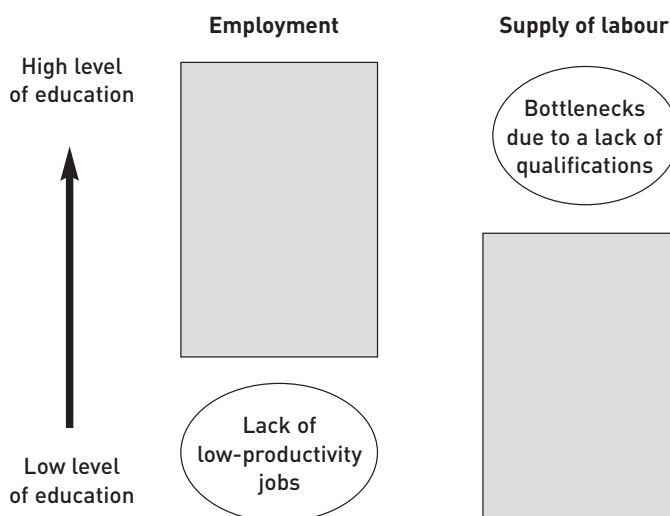 Employment
Supply of labour
High level
of education
Bottlenecks
due to a lack of
qualifications
Lack of
low-productivity
jobs
Low level
of education